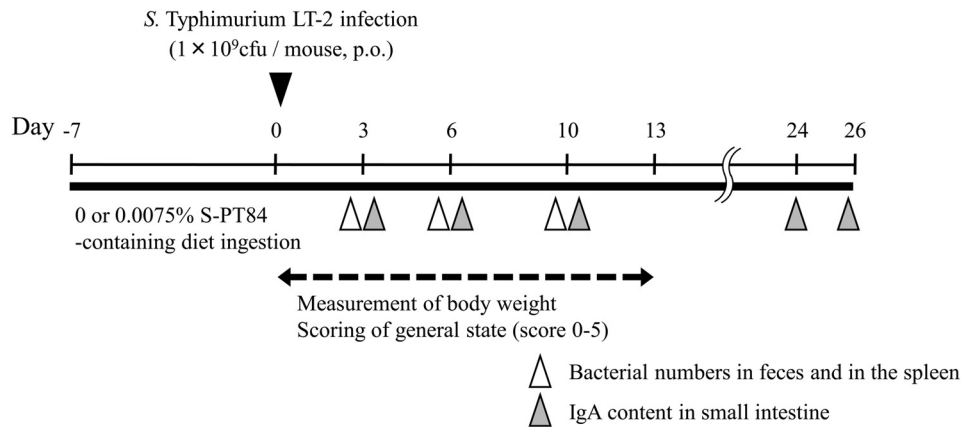 S. Typhimurium LT-2 infection
(1 × 10⁹cfu / mouse, p.o.)
Day -7 0 3 6 10 13 24 26
0 or 0.0075% S-PT84
-containing diet ingestion
Measurement of body weight
Scoring of general state (score 0-5)
Bacterial numbers in feces and in the spleen
IgA content in small intestine